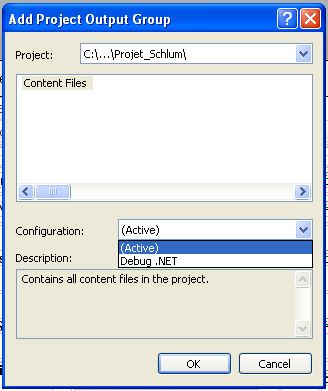 Add Project Output Group
Project:
C:\...\Projet_Schlum\
Content Files
Configuration:
(Active)
(Active)
Debug .NET
Description:
Contains all content files in the project.
OK
Cancel